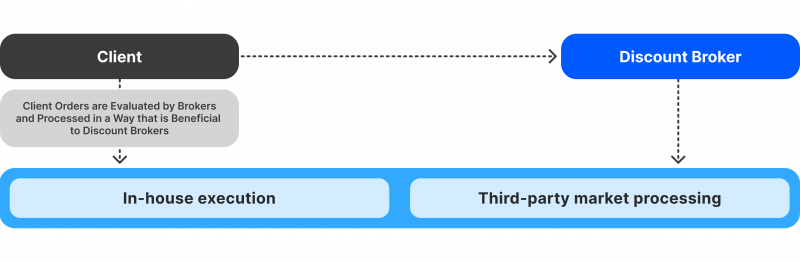 Client
Discount Broker
Client Orders are Evaluated by Brokers
and Processed in a Way that is Beneficial
to Discount Brokers
In-house execution
Third-party market processing